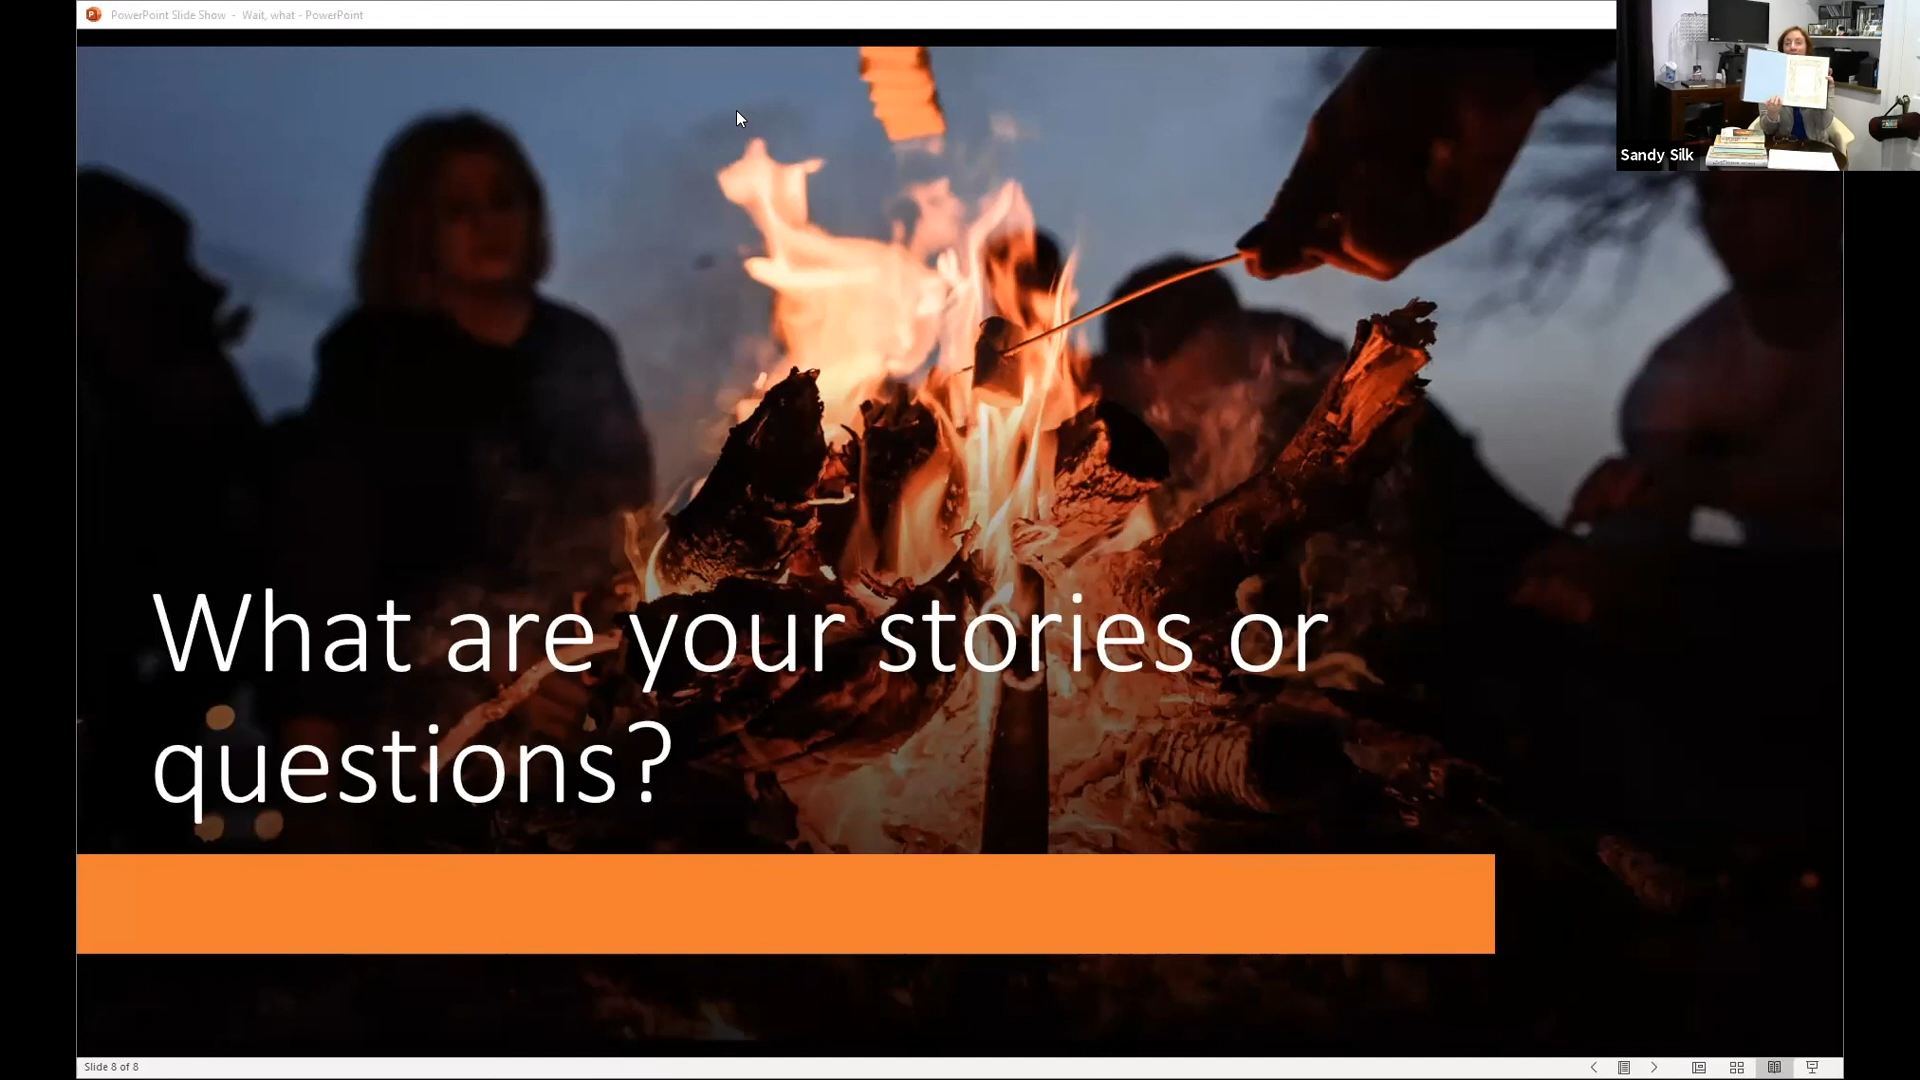 PowerPoint Slide Show - Wait, what - PowerPoint
Sandy Silk
What are your stories or
questions?
Slide 8 of 8